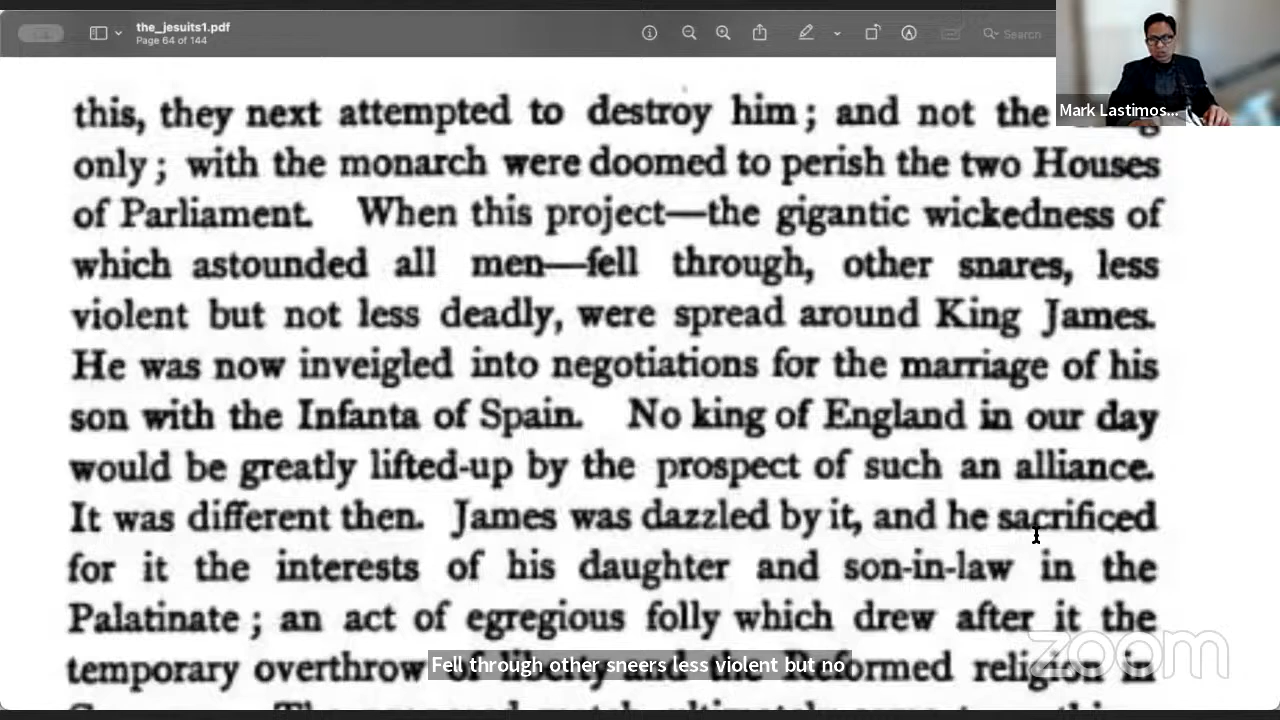 the_jesuits1.pdf
Page 64 of 144
Search
Mark Lastimos...
this, they next attempted to destroy him ; and not the
only ; with the monarch were doomed to perish the two Houses
of Parliament. When this project—the gigantic wickedness of
which astounded all men—fell through, other snares, less
violent but not less deadly, were spread around King James.
He was now inveigled into negotiations for the marriage of his
son with the Infanta of Spain. No king of England in our day
would be greatly lifted-up by the prospect of such an alliance.
It was different then. James was dazzled by it, and he sacrificed
for it the interests of his daughter and son-in-law in the
Palatinate ; an act of egregious folly which drew after it the
temporary overthrow of liberty and the Reformed religion in
Fell through other sneers less violent but no
zoom